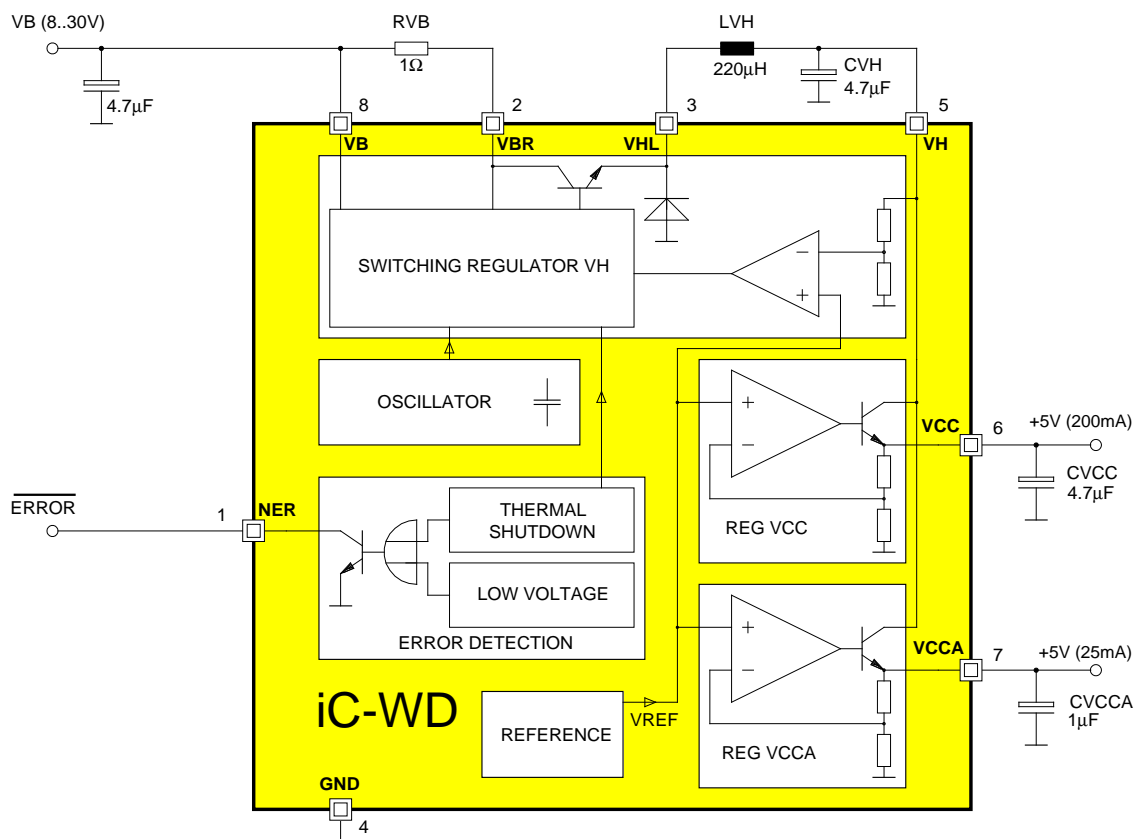 VB (8..30V)
RVB
1Ω
LVH
220μH
CVH
4.7μF
4.7μF
8
2
3
5
VB
VBR
VHL
VH
SWITCHING REGULATOR VH
−
+
OSCILLATOR
+
−
VCC
6
+5V (200mA)
CVCC
4.7μF
REG VCC
ERROR
1
NER
THERMAL
SHUTDOWN
LOW VOLTAGE
ERROR DETECTION
+
−
VCCA
7
+5V (25mA)
CVCCA
1μF
REG VCCA
iC-WD
REFERENCE
VREF
GND
4